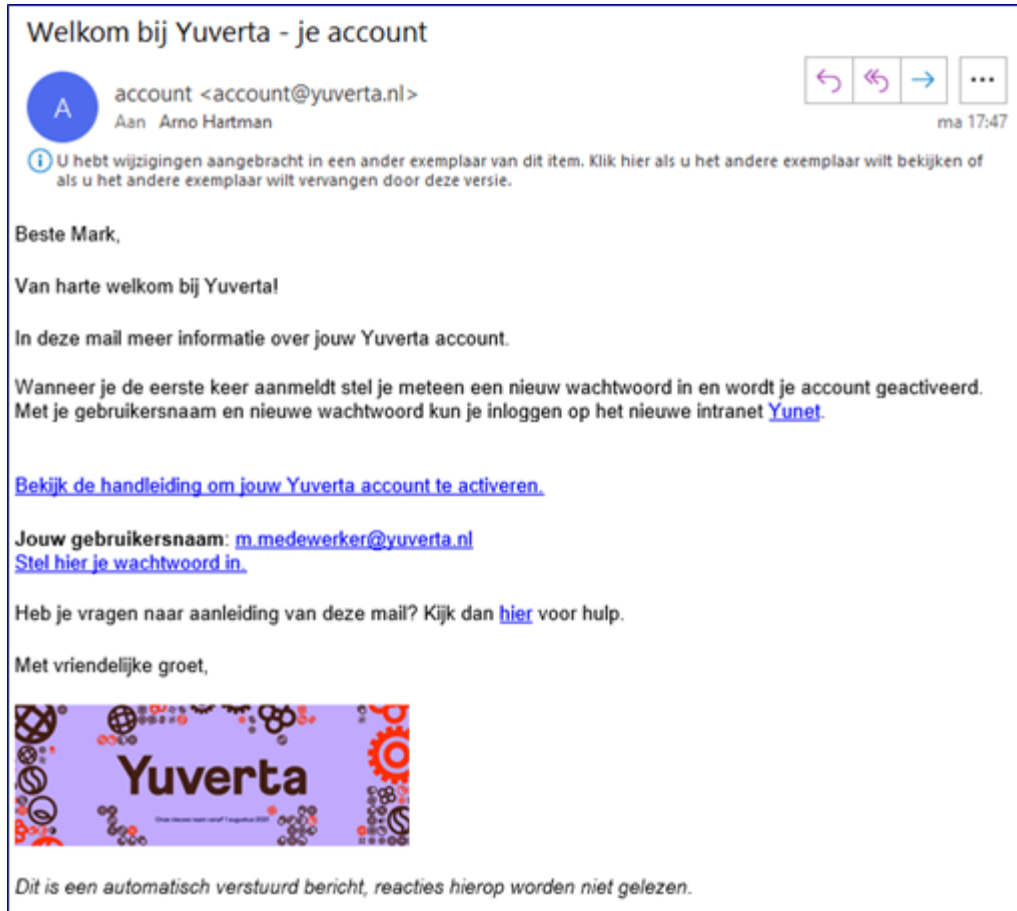 Welkom bij Yuverta - je account
A
account <account@yuverta.nl>
Aan Arno Hartman
ma 17:47
U hebt wijzigingen aangebracht in een ander exemplaar van dit item. Klik hier als u het andere exemplaar wilt bekijken of
als u het andere exemplaar wilt vervangen door deze versie.
Beste Mark,
Van harte welkom bij Yuverta!
In deze mail meer informatie over jouw Yuverta account.
Wanneer je de eerste keer aanmeldt stel je meteen een nieuw wachtwoord in en wordt je account geactiveerd.
Met je gebruikersnaam en nieuwe wachtwoord kun je inloggen op het nieuwe intranet Yunet.
Bekijk de handleiding om jouw Yuverta account te activeren.
Jouw gebruikersnaam: m.medewerker@yuverta.nl
Stel hier je wachtwoord in.
Heb je vragen naar aanleiding van deze mail? Kijk dan hier voor hulp.
Met vriendelijke groet,
Yuverta
Onze nieuwe naam vanaf 1 augustus 2021
Dit is een automatisch verstuurd bericht, reacties hierop worden niet gelezen.